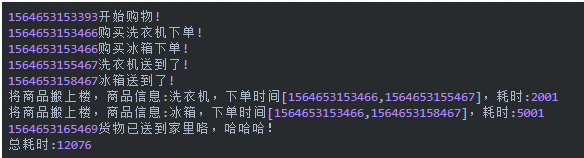 1564653153393开始购物!
1564653153466购买洗衣机下单!
1564653153466购买冰箱下单!
1564653155467洗衣机送到了!
1564653158467冰箱送到了!
将商品搬上楼，商品信息:洗衣机，下单时间[1564653153466,1564653155467]，耗时:2001
将商品搬上楼，商品信息:冰箱，下单时间[1564653153466,1564653158467]，耗时:5001
1564653165469货物已送到家里咯，哈哈哈!
总耗时:12076